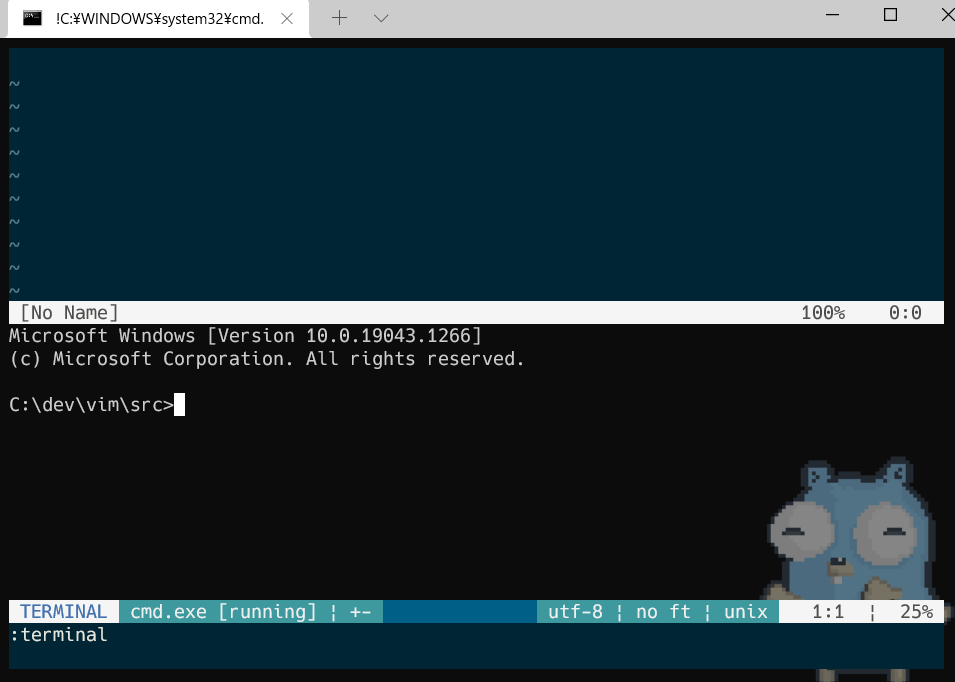 !C:¥WINDOWS¥system32¥cmd.
~
~
~
~
~
~
~
~
~
~
[No Name] 100% 0:0
Microsoft Windows [Version 10.0.19043.1266]
(c) Microsoft Corporation. All rights reserved.
C:\dev\vim\src>
TERMINAL cmd.exe [running] ¦ +- utf-8 ¦ no ft ¦ unix 1:1 ¦ 25%
:terminal